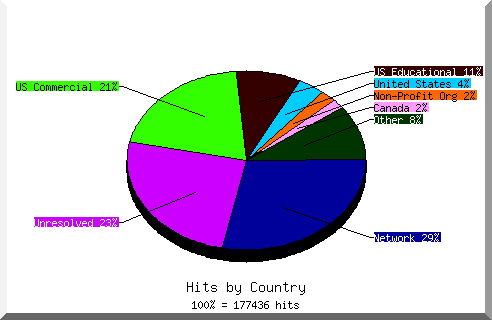 US Educational 11%
US Commercial 21%
United States 4%
Non-Profit Org 2%
Canada 2%
Other 8%
Unresolved 23%
Network 29%
Hits by Country
100% = 177436 hits